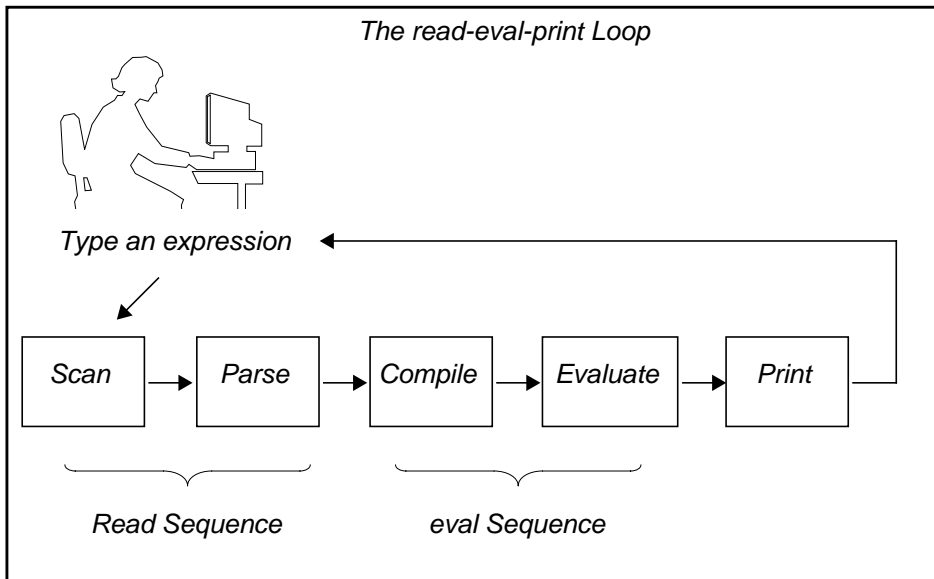 The read-eval-print Loop
Type an expression
Scan
Parse
Compile
Evaluate
Print
Read Sequence
eval Sequence